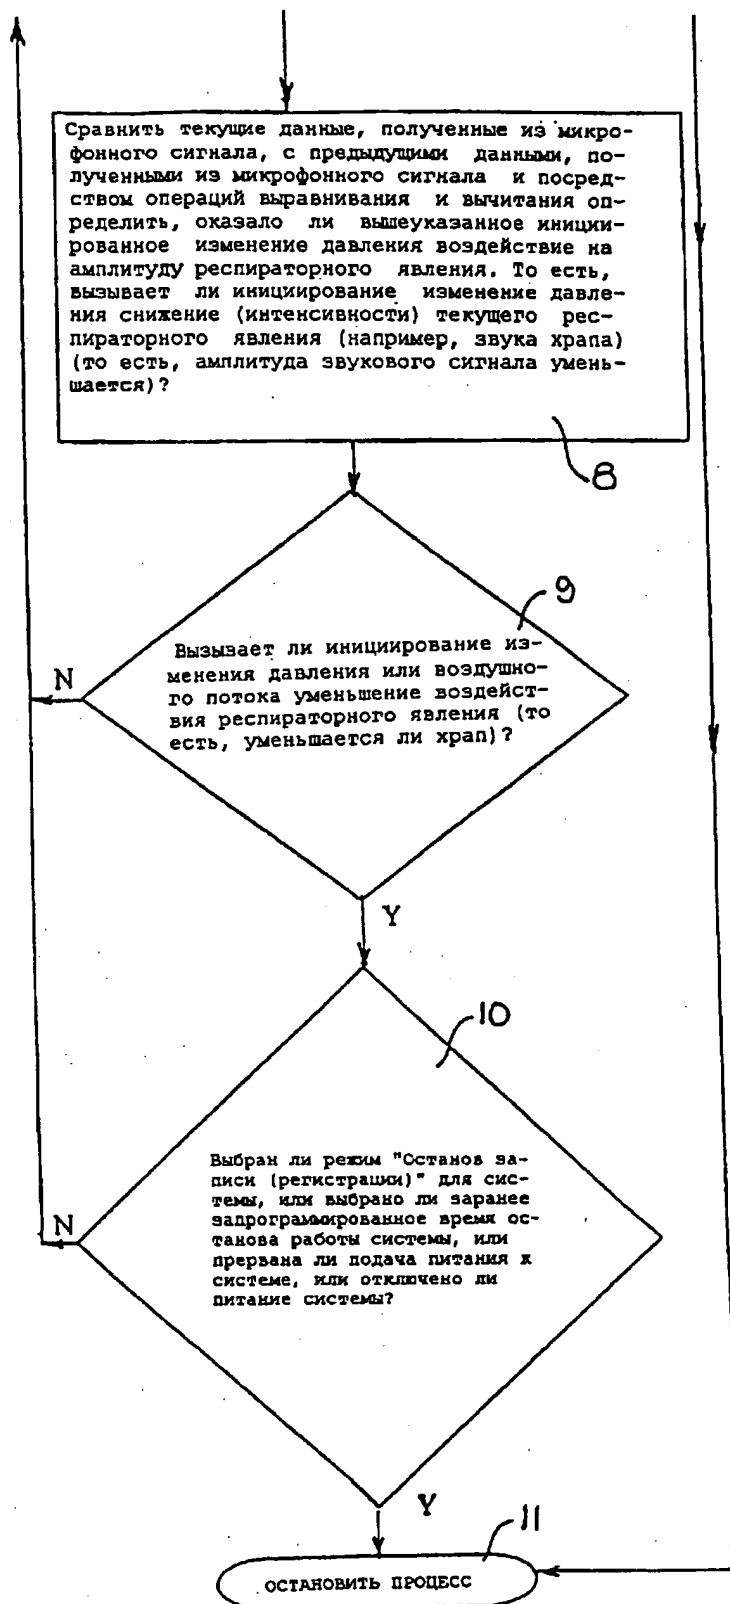 Сравнить текущие данные, полученные из микро-
фонного сигнала, с предыдущими данными, по-
лученными из микрофонного сигнала и посред-
ством операций выравнивания и вычитания оп-
ределить, оказало ли вышеуказанное иниции-
рованное изменение давления воздействие на
амплитуду респираторного явления. То есть,
вызывает ли инициирование изменение давле-
ния снижение (интенсивности) текущего рес-
пираторного явления (например, звука храпа)
(то есть, амплитуда звукового сигнала умень-
шается)?
8
9
Вызывает ли инициирование из-
менения давления или воздушно-
го потока уменьшение воздейст-
вия респираторного явления (то
есть, уменьшается ли храп)?
N
Y
10
Выбран ли режим "Останов за-
писи (регистрации)" для сис-
темы, или выбрано ли заранее
запрограммированное время ос-
танова работы системы, или
прервана ли подача питания к
системе, или отключено ли
питание системы?
N
Y
11
ОСТАНОВИТЬ ПРОЦЕСС